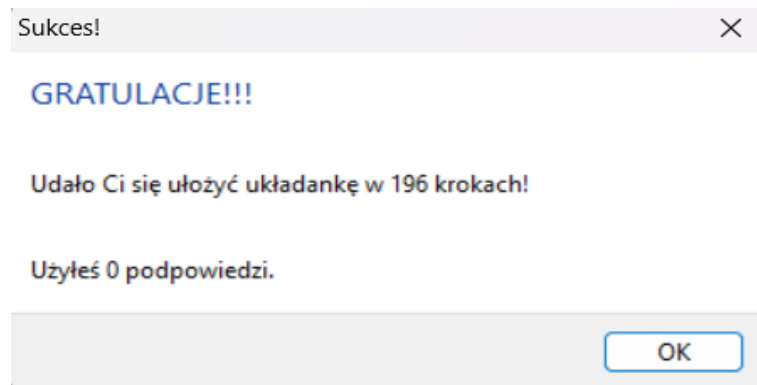 Sukces!
GRATULACJE!!!
Udało Ci się ułożyć układankę w 196 krokach!
Użyłeś 0 podpowiedzi.
OK